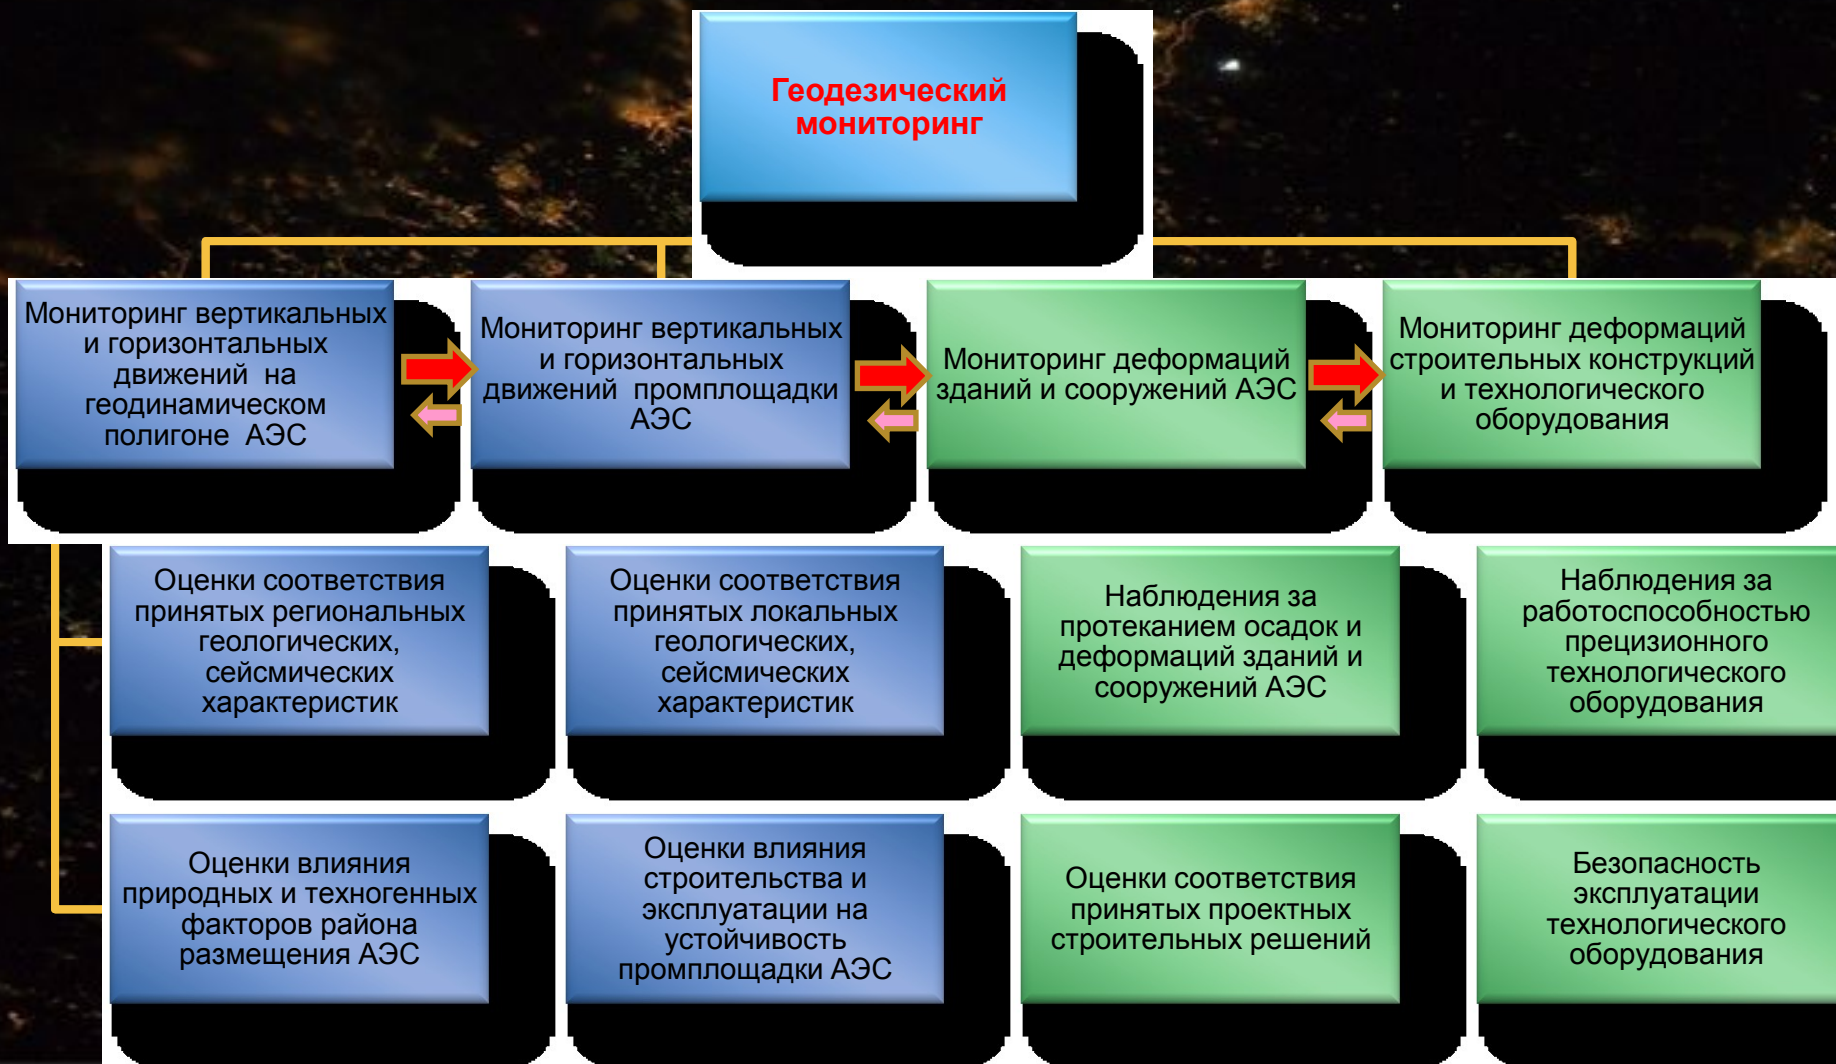 Геодезический
мониторинг
Мониторинг вертикальных
и горизонтальных
движений на
геодинамическом
полигоне АЭС
Мониторинг вертикальных
и горизонтальных
движений промплощадки
АЭС
Мониторинг деформаций
зданий и сооружений АЭС
Мониторинг деформаций
строительных конструкций
и технологического
оборудования
Оценки соответствия
принятых региональных
геологических,
сейсмических
характеристик
Оценки соответствия
принятых локальных
геологических,
сейсмических
характеристик
Наблюдения за
протеканием осадок и
деформаций зданий и
сооружений АЭС
Наблюдения за
работоспособностью
прецизионного
технологического
оборудования
Оценки влияния
природных и техногенных
факторов района
размещения АЭС
Оценки влияния
строительства и
эксплуатации на
устойчивость
промплощадки АЭС
Оценки соответствия
принятых проектных
строительных решений
Безопасность
эксплуатации
технологического
оборудования